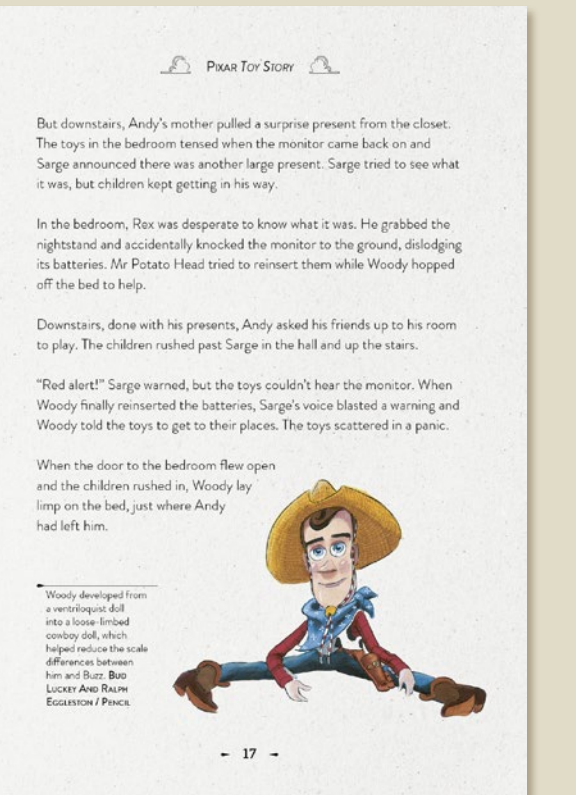 PIXAR TOY STORY
But downstairs, Andy's mother pulled a surprise present from the closet.
The toys in the bedroom tensed when the monitor came back on and
Sarge announced there was another large present. Sarge tried to see what
it was, but children kept getting in his way.
In the bedroom, Rex was desperate to know what it was. He grabbed the
nightstand and accidentally knocked the monitor to the ground, dislodging
its batteries. Mr Potato Head tried to reinsert them while Woody hopped
off the bed to help.
Downstairs, done with his presents, Andy asked his friends up to his room
to play. The children rushed past Sarge in the hall and up the stairs.
"Red alert!" Sarge warned, but the toys couldn't hear the monitor. When
Woody finally reinserted the batteries, Sarge's voice blasted a warning and
Woody told the toys to get to their places. The toys scattered in a panic.
When the door to the bedroom flew open
and the children rushed in, Woody lay
limp on the bed, just where Andy
had left him.
Woody developed from
a ventriloquist doll
into a loose-limbed
cowboy doll, which
helped reduce the scale
differences between
him and Buzz. BUD
LUCKEY AND RALPH
EGGLESTON / PENCIL
17